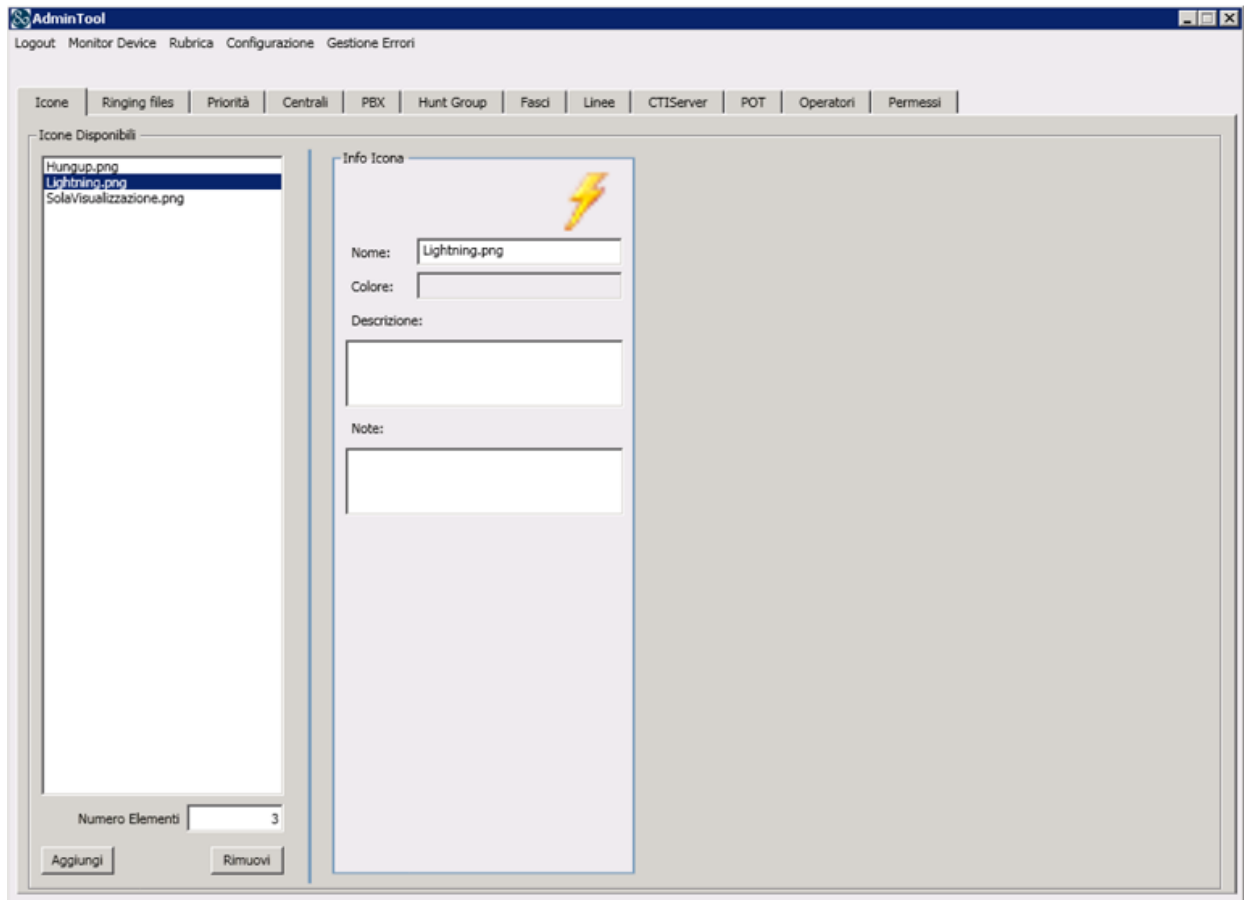 AdminTool
Logout Monitor Device Rubrica Configurazione Gestione Errori
Icone Ringing files Priorità Centrali PBX Hunt Group Fasci Linee CTIServer POT Operatori Permessi
Icone Disponibili
Hungup.png
Lightning.png
SolaVisualizzazione.png
Numero Elementi 3
Aggiungi Rimuovi
Info Icona
Nome: Lightning.png
Colore:
Descrizione:
Note: